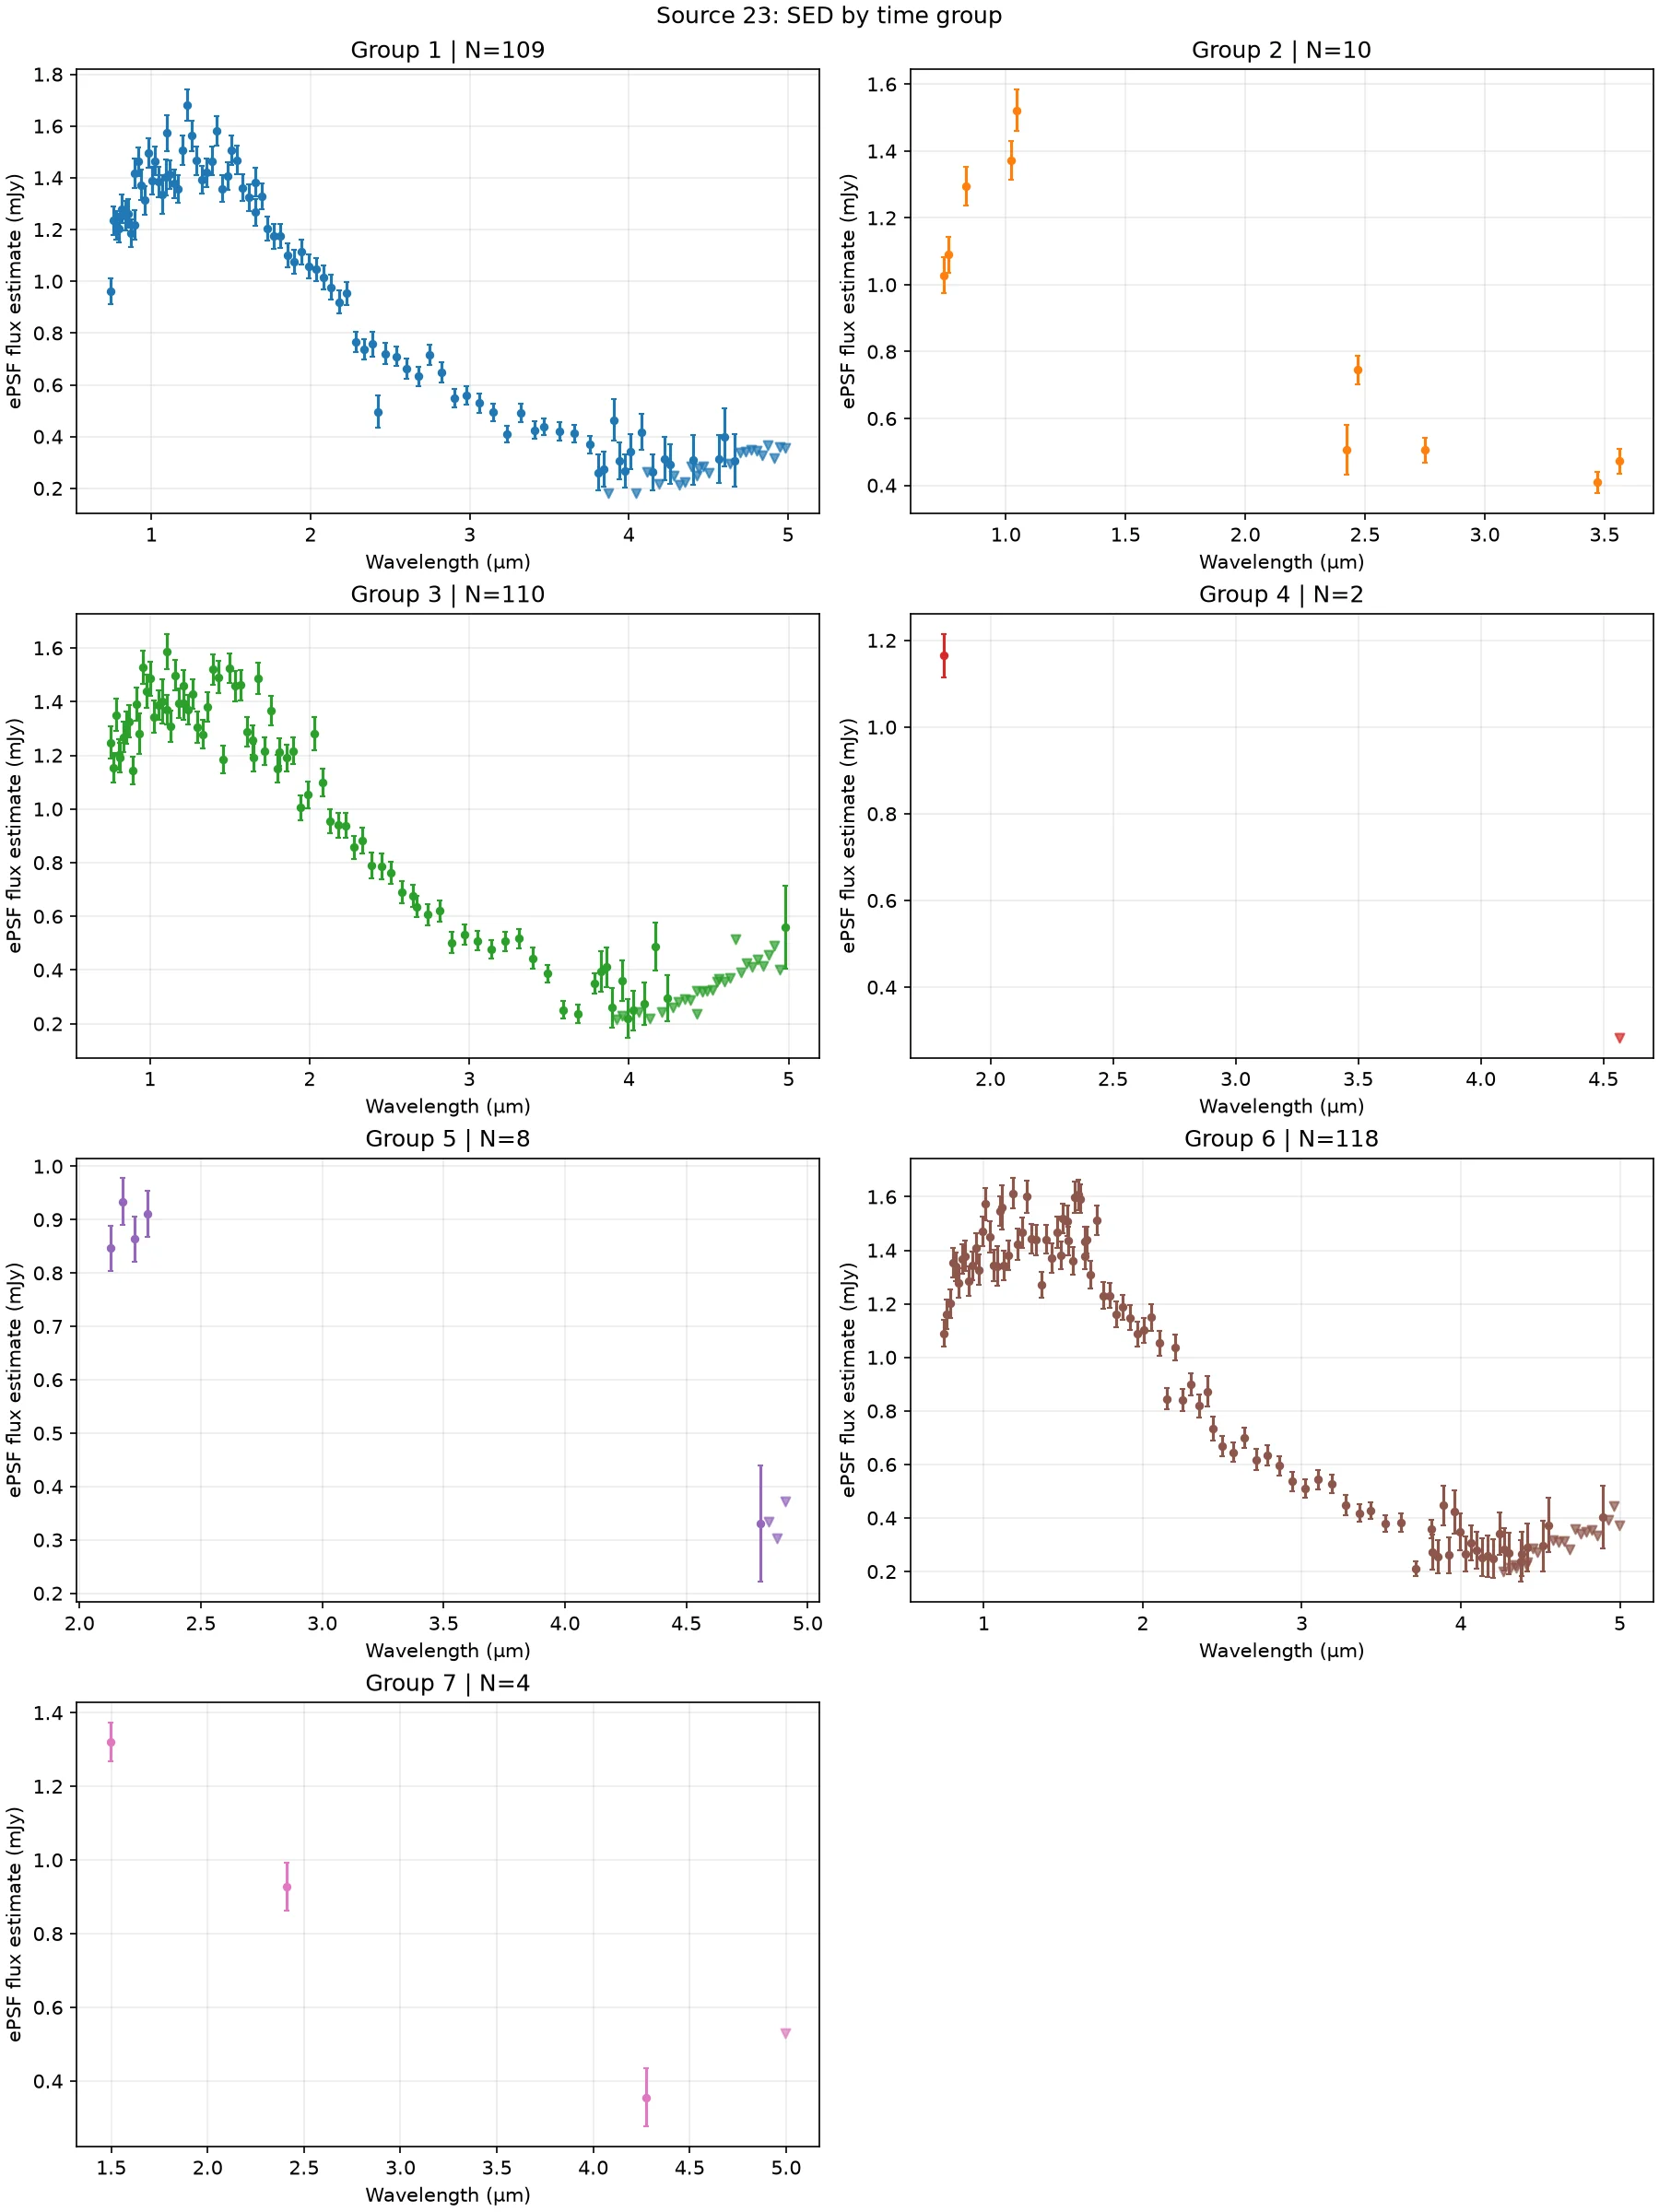 Source 23: SED by time group
Group 1 | N=109
ePSF flux estimate (mJy)
1.8
1.6
1.4
1.2
1.0
0.8
0.6
0.4
0.2
1 2 3 4 5
Wavelength (μm)
Group 2 | N=10
ePSF flux estimate (mJy)
1.6
1.4
1.2
1.0
0.8
0.6
0.4
1.0 1.5 2.0 2.5 3.0 3.5
Wavelength (μm)
Group 3 | N=110
ePSF flux estimate (mJy)
1.6
1.4
1.2
1.0
0.8
0.6
0.4
0.2
1 2 3 4 5
Wavelength (μm)
Group 4 | N=2
ePSF flux estimate (mJy)
1.2
1.0
0.8
0.6
0.4
2.0 2.5 3.0 3.5 4.0 4.5
Wavelength (μm)
Group 5 | N=8
ePSF flux estimate (mJy)
1.0
0.9
0.8
0.7
0.6
0.5
0.4
0.3
0.2
2.0 2.5 3.0 3.5 4.0 4.5 5.0
Wavelength (μm)
Group 6 | N=118
ePSF flux estimate (mJy)
1.6
1.4
1.2
1.0
0.8
0.6
0.4
0.2
1 2 3 4 5
Wavelength (μm)
Group 7 | N=4
ePSF flux estimate (mJy)
1.4
1.2
1.0
0.8
0.6
0.4
1.5 2.0 2.5 3.0 3.5 4.0 4.5 5.0
Wavelength (μm)